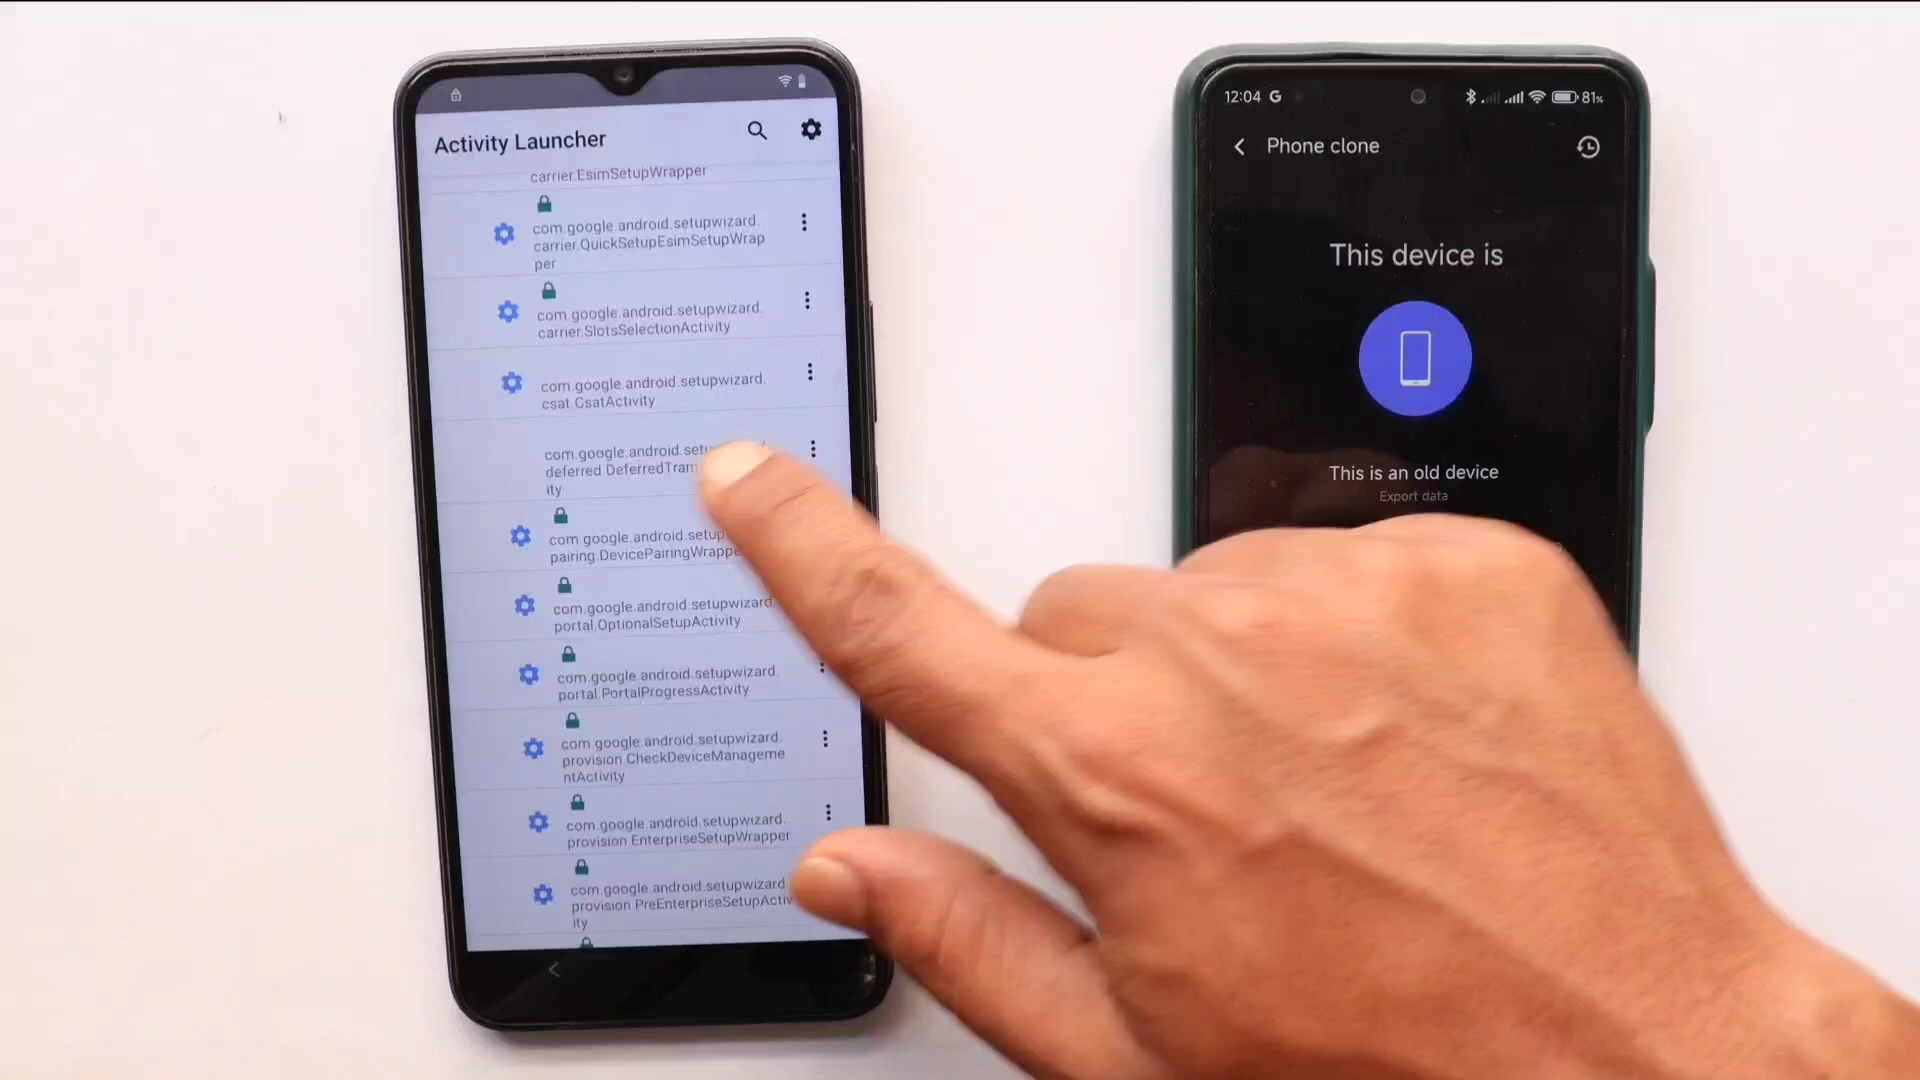 Activity Launcher
carrier.EsimSetupWrapper
com.google.android.setupwizard.
carrier.QuickSetupEsimSetupWrap
per
com.google.android.setupwizard.
carrier.SlotsSelectionActivity
com.google.android.setupwizard.
csat.CsatActivity
com.google.android.setu
deferred.DeferredTram
ity
com.google.android.setup
pairing.DevicePairingWrappe
com.google.android.setupwizard
portal.OptionalSetupActivity
com.google.android.setupwizard.
portal.PortalProgressActivity
com.google.android.setupwizard.
provision.CheckDeviceManageme
ntActivity
com.google.android.setupwizard.
provision.EnterpriseSetupWrapper
com.google.android.setupwizard
provision.PreEnterpriseSetupActiv
ity
12:04 G 81%
Phone clone
This device is
This is an old device
Export data